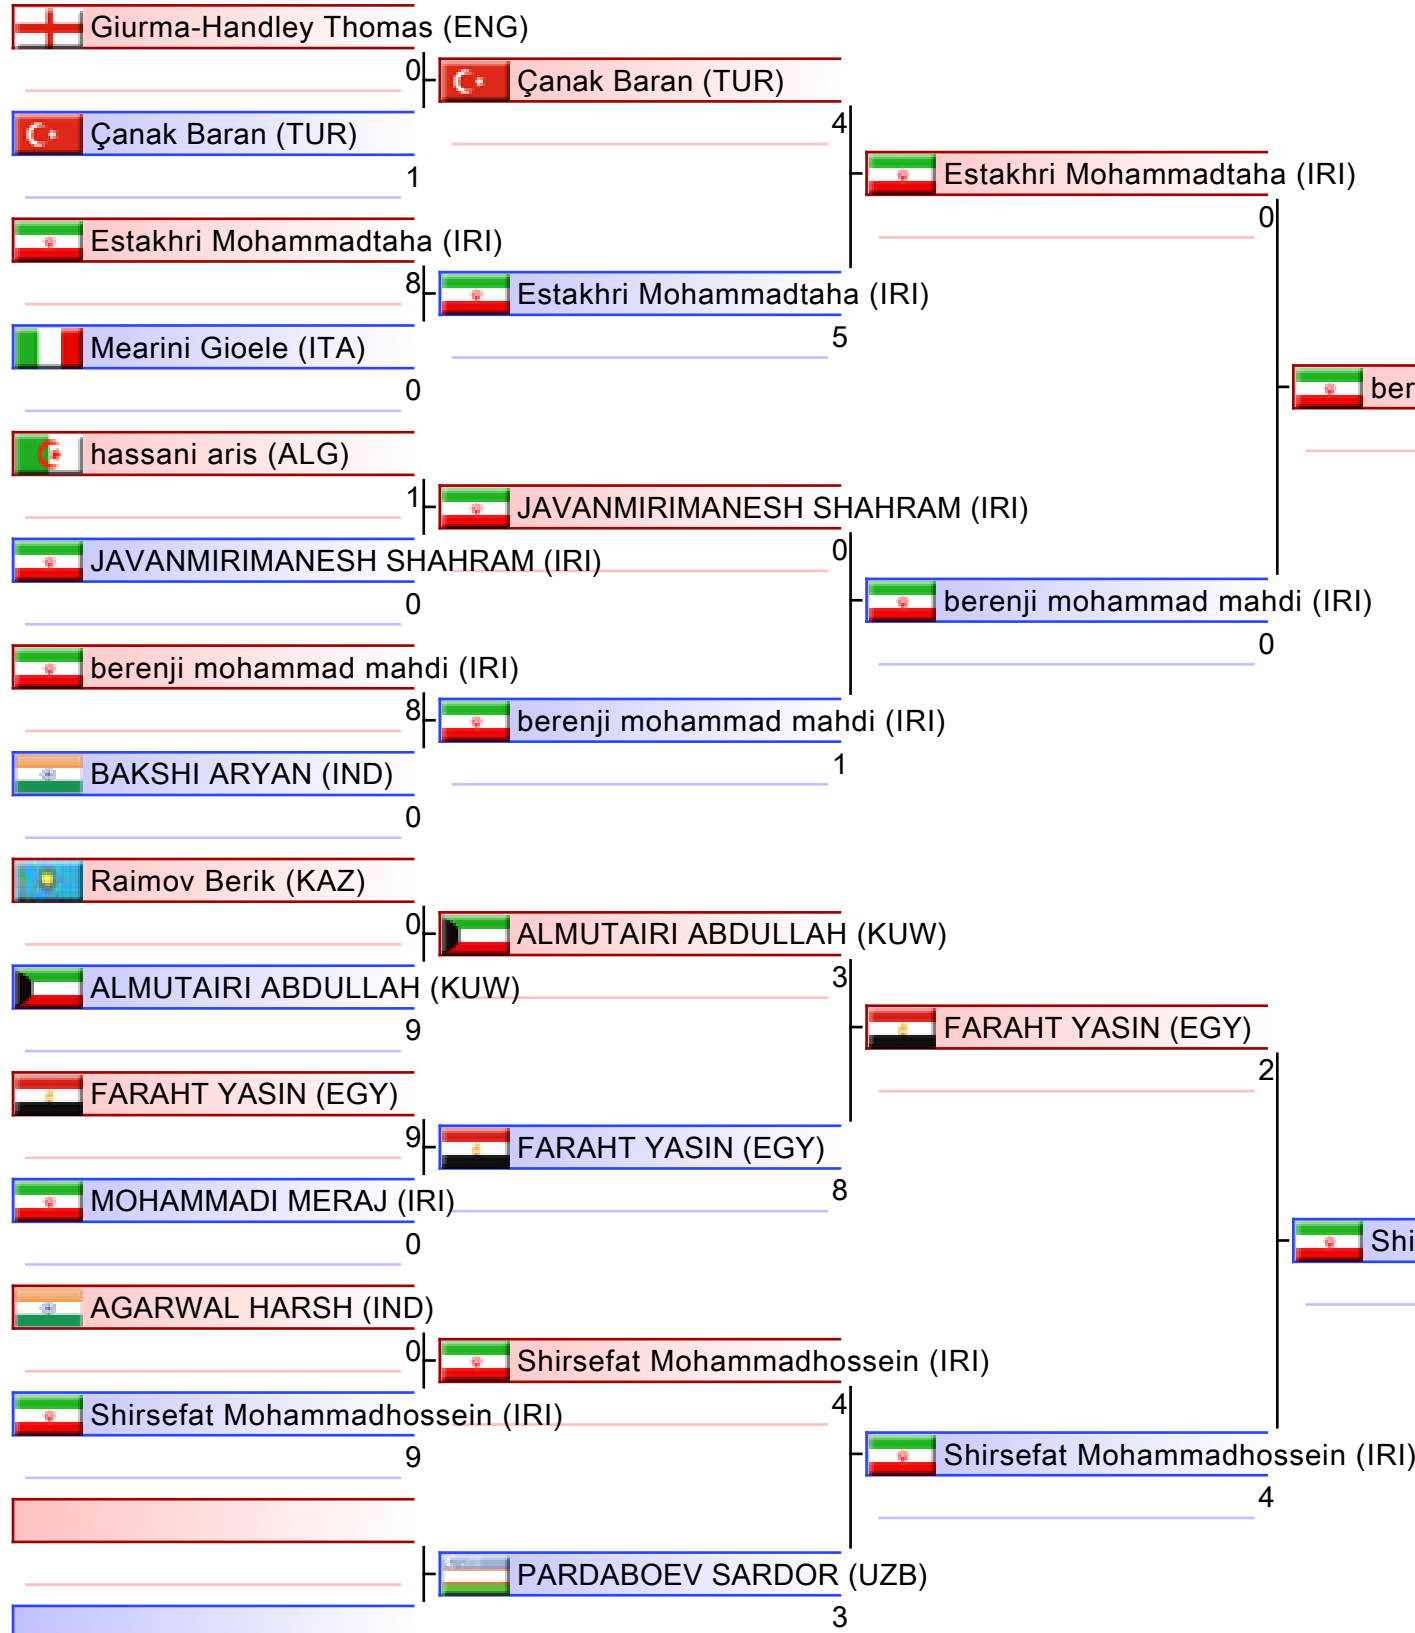 Giurma-Handley Thomas (ENG)
0
Çanak Baran (TUR)
4
Çanak Baran (TUR)
1
Estakhri Mohammadtaha (IRI)
0
Estakhri Mohammadtaha (IRI)
8
Estakhri Mohammadtaha (IRI)
5
Mearini Gioele (ITA)
0
ber
hassani aris (ALG)
1
JAVANMIRIMANESH SHAHRAM (IRI)
0
JAVANMIRIMANESH SHAHRAM (IRI)
0
berenji mohammad mahdi (IRI)
0
berenji mohammad mahdi (IRI)
8
berenji mohammad mahdi (IRI)
1
BAKSHI ARYAN (IND)
0
Raimov Berik (KAZ)
0
ALMUTAIRI ABDULLAH (KUW)
3
ALMUTAIRI ABDULLAH (KUW)
9
FARAHT YASIN (EGY)
2
FARAHT YASIN (EGY)
9
FARAHT YASIN (EGY)
8
MOHAMMADI MERAJ (IRI)
0
Shi
AGARWAL HARSH (IND)
0
Shirsefat Mohammadhossein (IRI)
4
Shirsefat Mohammadhossein (IRI)
9
Shirsefat Mohammadhossein (IRI)
4
PARDABOEV SARDOR (UZB)
3